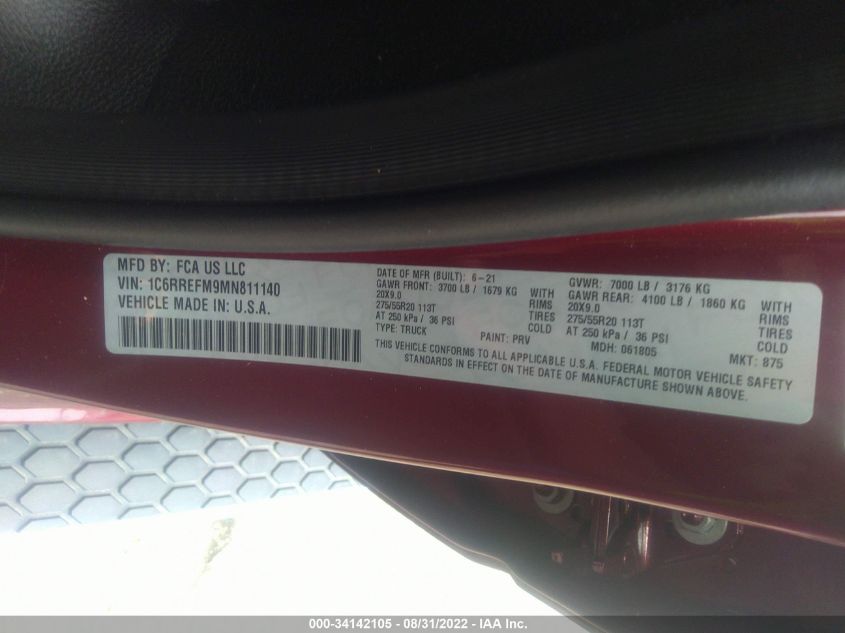 MFD BY: FCA US LLC
VIN: 1C6RREFM9MN811140
VEHICLE MADE IN: U.S.A.
DATE OF MFR (BUILT): 6-21
GAWR FRONT: 3700 LB / 1679 KG WITH
20X9.0 RIMS
275/55R20 113T TIRES
AT 250 kPa / 36 PSI COLD
TYPE: TRUCK PAINT: PRV
GVWR: 7000 LB / 3176 KG
GAWR REAR: 4100 LB / 1860 KG WITH
20X9.0 RIMS
275/55R20 113T TIRES
AT 250 kPa / 36 PSI COLD
MDH: 061805 MKT: 875
THIS VEHICLE CONFORMS TO ALL APPLICABLE U.S.A. FEDERAL MOTOR VEHICLE SAFETY
STANDARDS IN EFFECT ON THE DATE OF MANUFACTURE SHOWN ABOVE.
000-34142105 - 08/31/2022 - IAA Inc.